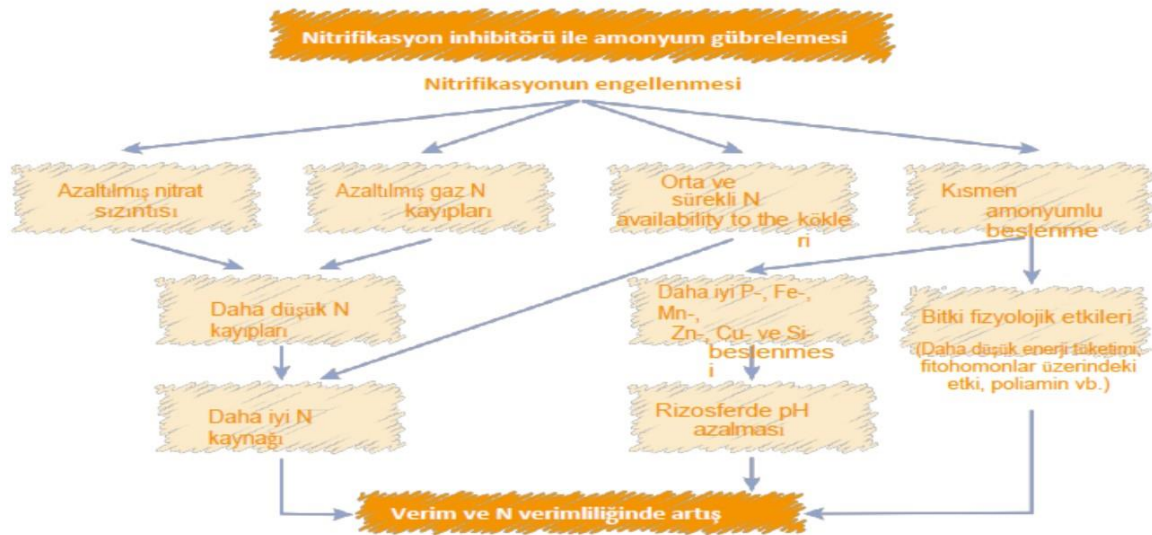 Nitrifikasyon inhibitörü ile amonyum gübrelemesi
Nitrifikasyonun engellenmesi
Azaltılmış nitrat
sızıntısı
Azaltılmış gaz N
kayıpları
Orta ve
sürekli N
availability to the kökle
ri
Kısmen
amonyumlu
beslenme
Daha düşük N
kayıpları
Daha iyi P-, Fe-,
Mn-,
Zn-, Cu- ve Si-
beslenmes
i
Bitki fizyolojik etkileri
(Daha düşük enerji tüketimi,
fitohomonlar üzerindeki
etki, poliamin vb.)
Daha iyi N
kaynağı
Rizosferde pH
azalması
Verim ve N verimliliğinde artış